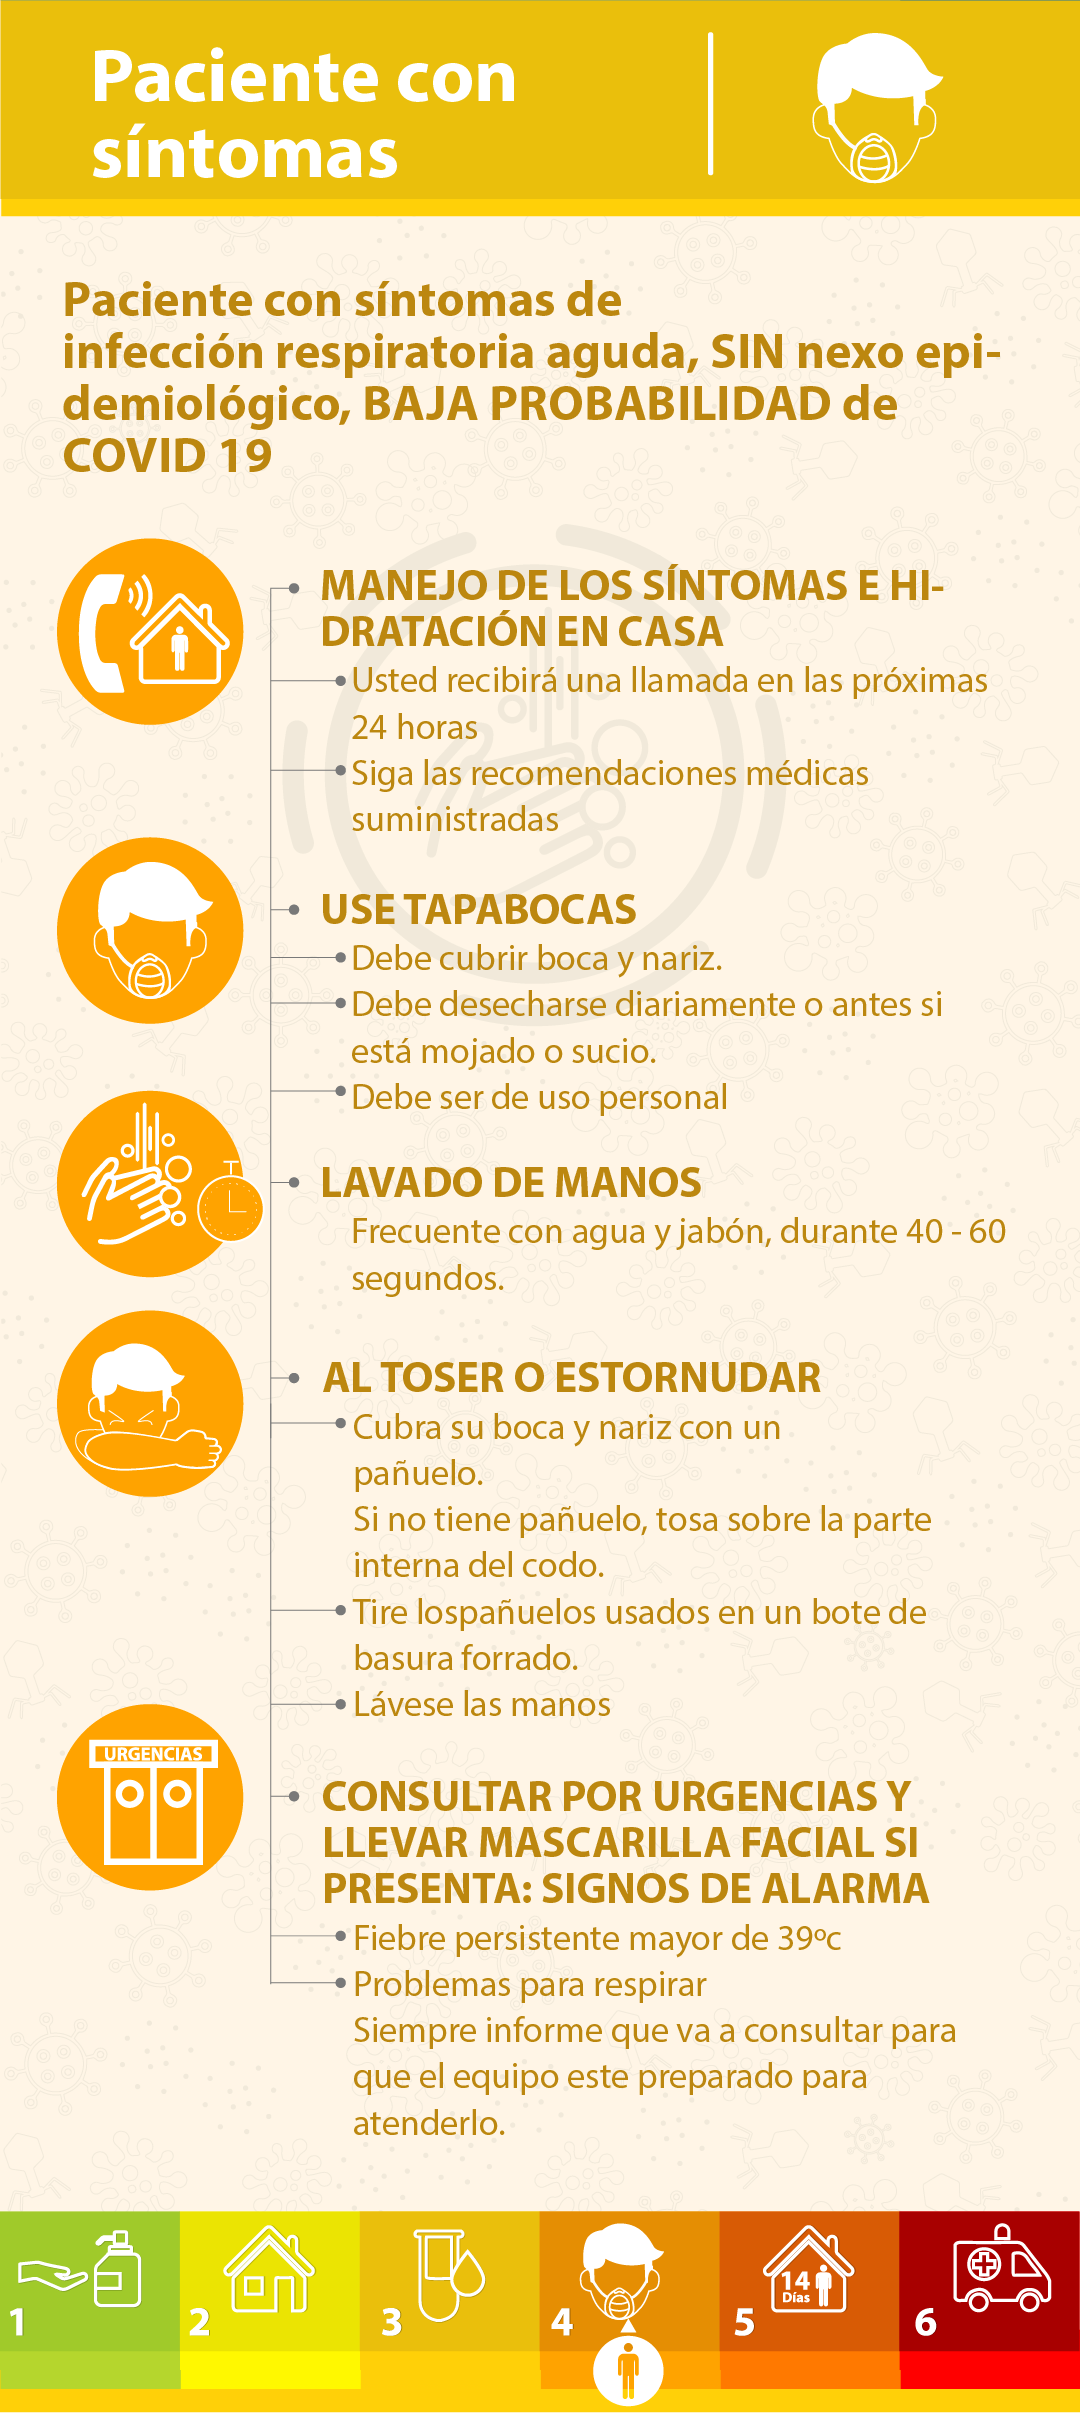 Paciente con
síntomas
Paciente con síntomas de
infección respiratoria aguda, SIN nexo epi-
demiológico, BAJA PROBABILIDAD de
COVID 19
MANEJO DE LOS SÍNTOMAS E HI-
DRATACIÓN EN CASA
Usted recibirá una llamada en las próximas
24 horas
Siga las recomendaciones médicas
suministradas
USE TAPABOCAS
Debe cubrir boca y nariz.
Debe desecharse diariamente o antes si
está mojado o sucio.
Debe ser de uso personal
LAVADO DE MANOS
Frecuente con agua y jabón, durante 40 - 60
segundos.
AL TOSER O ESTORNUDAR
Cubra su boca y nariz con un
pañuelo.
Si no tiene pañuelo, tosa sobre la parte
interna del codo.
Tire lospañuelos usados en un bote de
basura forrado.
Lávese las manos
URGENCIAS
CONSULTAR POR URGENCIAS Y
LLEVAR MASCARILLA FACIAL SI
PRESENTA: SIGNOS DE ALARMA
Fiebre persistente mayor de 39ºc
Problemas para respirar
Siempre informe que va a consultar para
que el equipo este preparado para
atenderlo.
14
Días
1 2 3 4 5 6